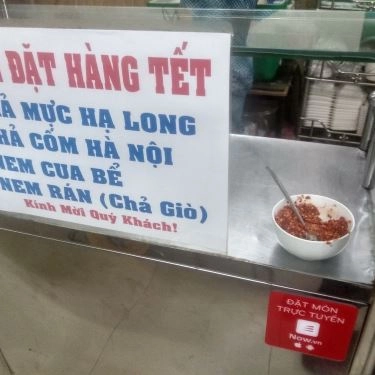 ĐẶT HÀNG TẾT
MỰC HẠ LONG
CỐM HÀ NỘI
NEM CUA BỂ
NEM RÁN (Chả Giò)
Kính Mời Quý Khách!
ĐẶT MÓN
TRỰC TUYẾN
Now.vn